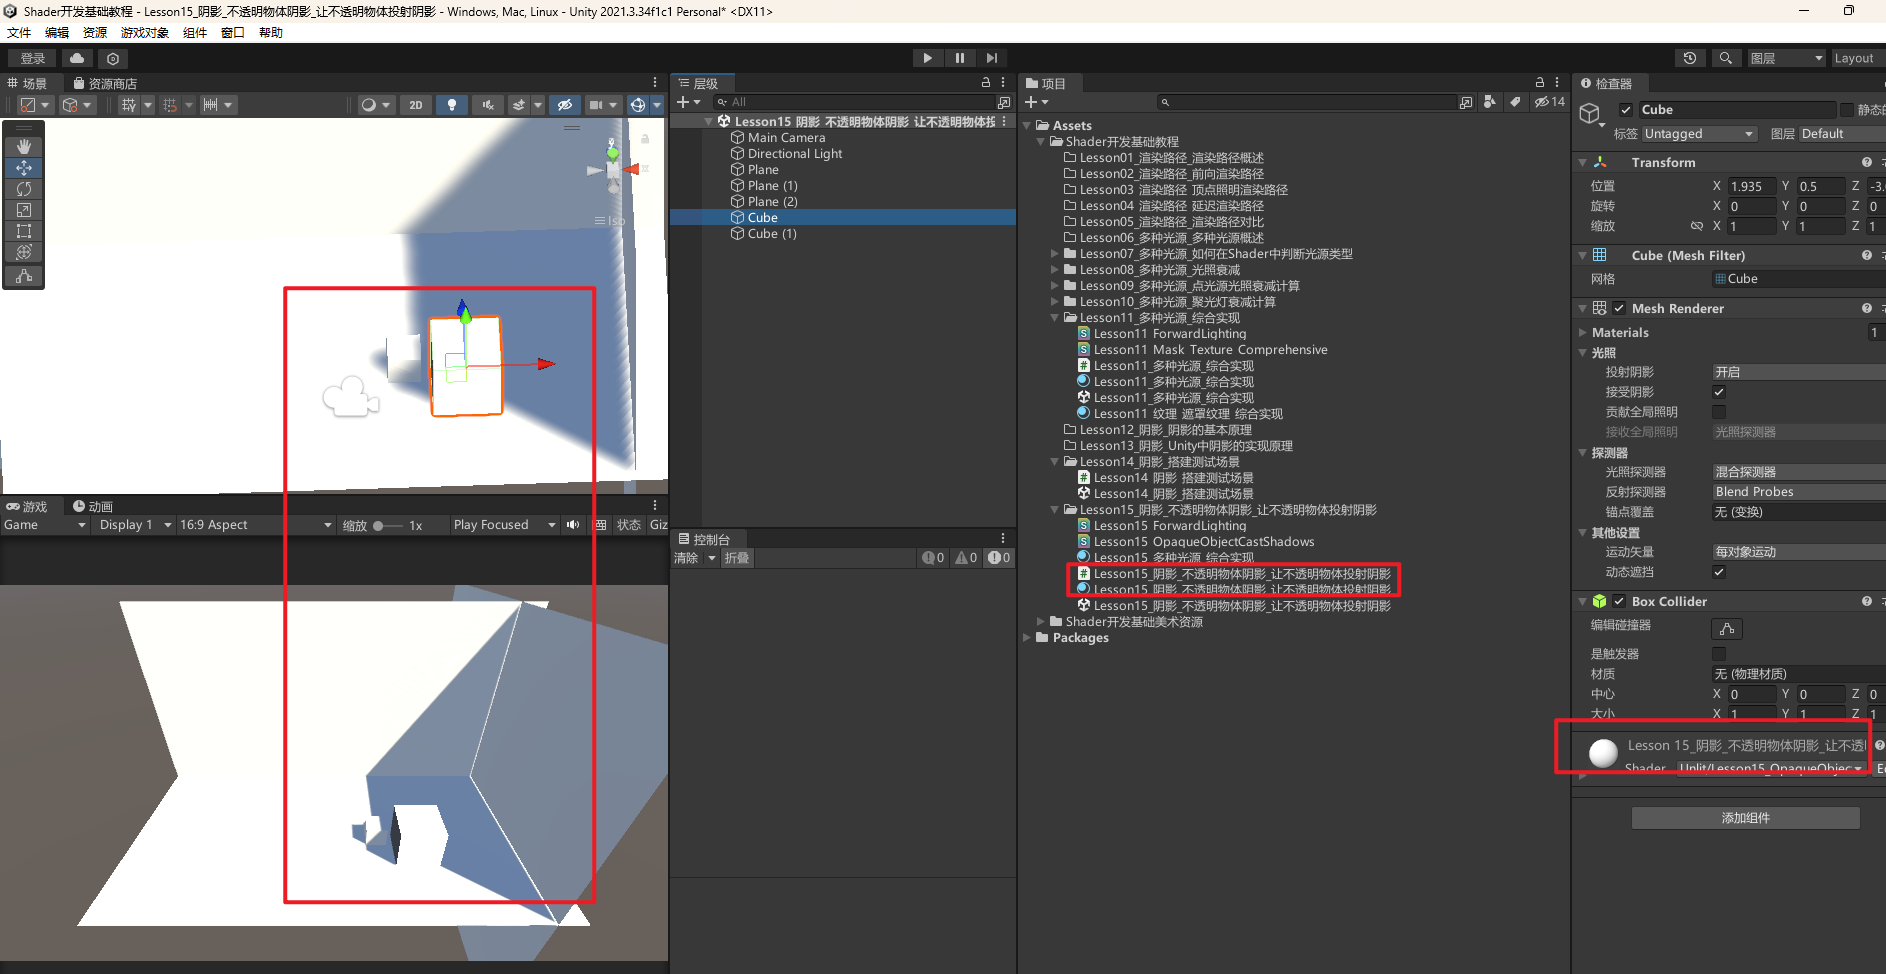 Shader开发基础教程 - Lesson15_阴影_不透明物体阴影_让不透明物体投射阴影 - Windows, Mac, Linux - Unity 2021.3.34f1c1 Personal* <DX11>
文件 编辑 资源 游戏对象 组件 窗口 帮助
登录
图层
Layout
场景
资源商店
2D
Iso
游戏
动画
Game
Display 1
16:9 Aspect
缩放
1x
Play Focused
状态
Giz
层级
All
Lesson15 阴影 不透明物体阴影 让不透明物体投
Main Camera
Directional Light
Plane
Plane (1)
Plane (2)
Cube
Cube (1)
控制台
清除
折叠
0
0
0
项目
14
Assets
Shader开发基础教程
Lesson01_渲染路径_渲染路径概述
Lesson02_渲染路径_前向渲染路径
Lesson03 渲染路径 顶点照明渲染路径
Lesson04 渲染路径 延迟渲染路径
Lesson05_渲染路径_渲染路径对比
Lesson06_多种光源_多种光源概述
Lesson07_多种光源_如何在Shader中判断光源类型
Lesson08_多种光源_光照衰减
Lesson09_多种光源_点光源光照衰减计算
Lesson10_多种光源_聚光灯衰减计算
Lesson11_多种光源_综合实现
Lesson11 ForwardLighting
Lesson11 Mask Texture Comprehensive
Lesson11_多种光源_综合实现
Lesson11_多种光源_综合实现
Lesson11_多种光源_综合实现
Lesson11 纹理 遮罩纹理 综合实现
Lesson12_阴影_阴影的基本原理
Lesson13_阴影_Unity中阴影的实现原理
Lesson14_阴影_搭建测试场景
Lesson14 阴影 搭建测试场景
Lesson14_阴影_搭建测试场景
Lesson15_阴影_不透明物体阴影_让不透明物体投射阴影
Lesson15 ForwardLighting
Lesson15 OpaqueObjectCastShadows
Lesson15 多种光源 综合实现
Lesson15_阴影_不透明物体阴影_让不透明物体投射阴影
Lesson15_阴影_不透明物体阴影_让不透明物体投射阴影
Lesson15_阴影_不透明物体阴影_让不透明物体投射阴影
Shader开发基础美术资源
Packages
检查器
Cube
静态的
标签 Untagged 图层 Default
Transform
位置 X 1.935 Y 0.5 Z -3.
旋转 X 0 Y 0 Z 0
缩放 X 1 Y 1 Z 1
Cube (Mesh Filter)
网格 Cube
Mesh Renderer
Materials 1
光照
投射阴影 开启
接受阴影
贡献全局照明
接收全局照明 光照探测器
探测器
光照探测器 混合探测器
反射探测器 Blend Probes
锚点覆盖 无 (变换)
其他设置
运动矢量 每对象运动
动态遮挡
Box Collider
编辑碰撞器
是触发器
材质 无 (物理材质)
中心 X 0 Y 0 Z 0
大小 X 1 Y 1 Z 1
Lesson 15_阴影_不透明物体阴影_让不透
Shader Unlit/Lesson15_OpaqueObjec
添加组件